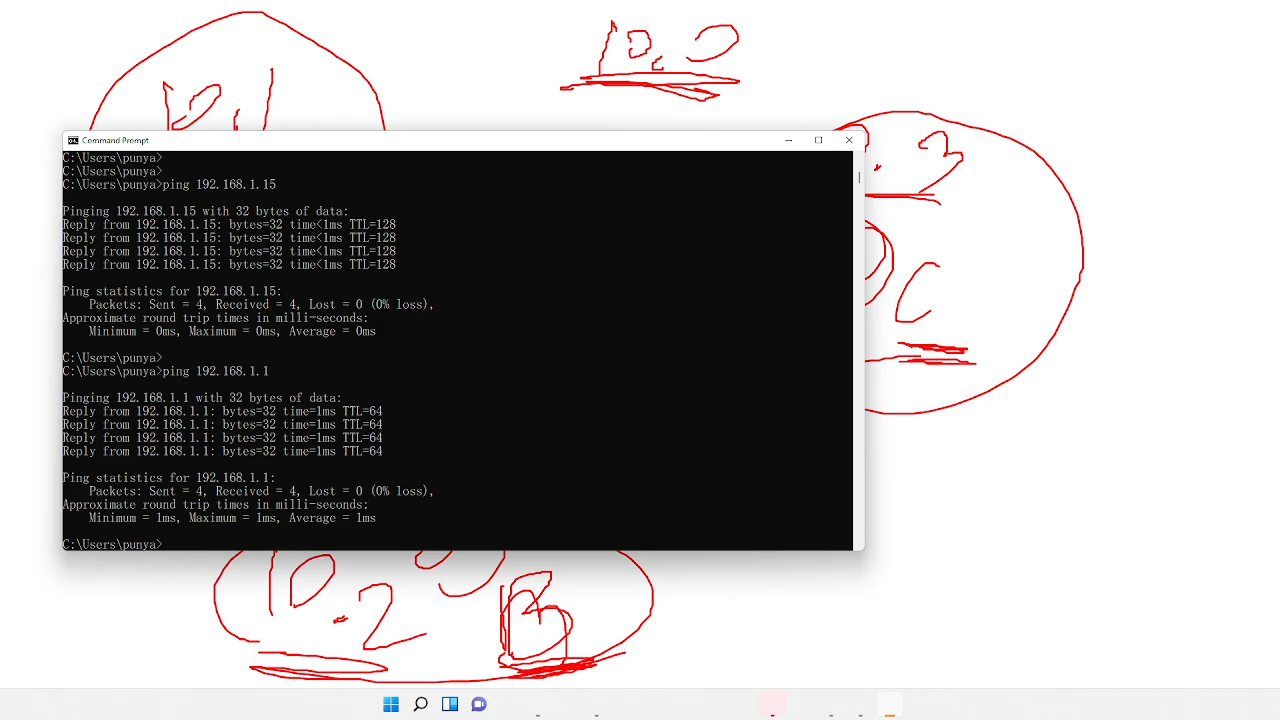 10.0
10.1
.3
Command Prompt
C:\Users\punya>
C:\Users\punya>
C:\Users\punya>ping 192.168.1.15
Pinging 192.168.1.15 with 32 bytes of data:
Reply from 192.168.1.15: bytes=32 time<1ms TTL=128
Reply from 192.168.1.15: bytes=32 time<1ms TTL=128
Reply from 192.168.1.15: bytes=32 time<1ms TTL=128
Reply from 192.168.1.15: bytes=32 time<1ms TTL=128
Ping statistics for 192.168.1.15:
Packets: Sent = 4, Received = 4, Lost = 0 (0% loss),
Approximate round trip times in milli-seconds:
Minimum = 0ms, Maximum = 0ms, Average = 0ms
C:\Users\punya>
C:\Users\punya>ping 192.168.1.1
Pinging 192.168.1.1 with 32 bytes of data:
Reply from 192.168.1.1: bytes=32 time=1ms TTL=64
Reply from 192.168.1.1: bytes=32 time=1ms TTL=64
Reply from 192.168.1.1: bytes=32 time=1ms TTL=64
Reply from 192.168.1.1: bytes=32 time=1ms TTL=64
Ping statistics for 192.168.1.1:
Packets: Sent = 4, Received = 4, Lost = 0 (0% loss),
Approximate round trip times in milli-seconds:
Minimum = 1ms, Maximum = 1ms, Average = 1ms
C:\Users\punya>
C
10.2
B